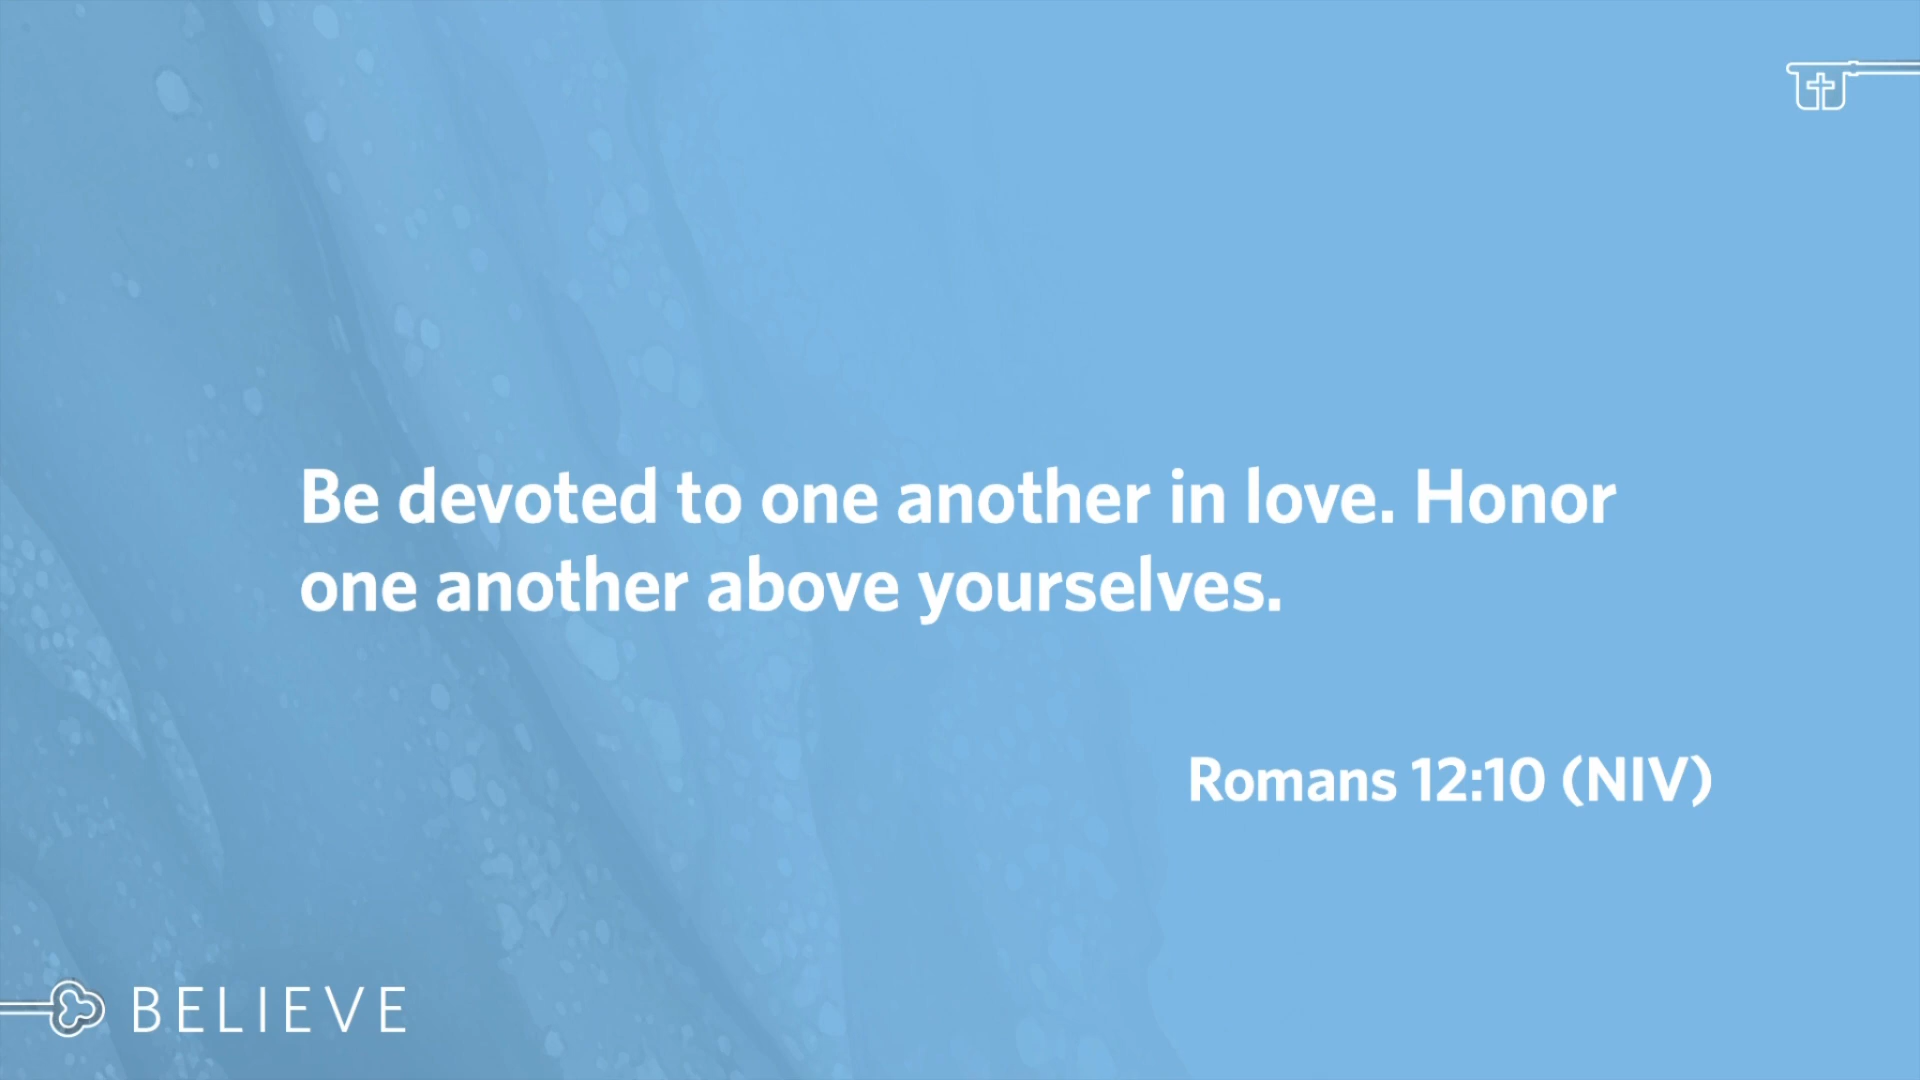 Be devoted to one another in love. Honor
one another above yourselves.
Romans 12:10 (NIV)
BELIEVE